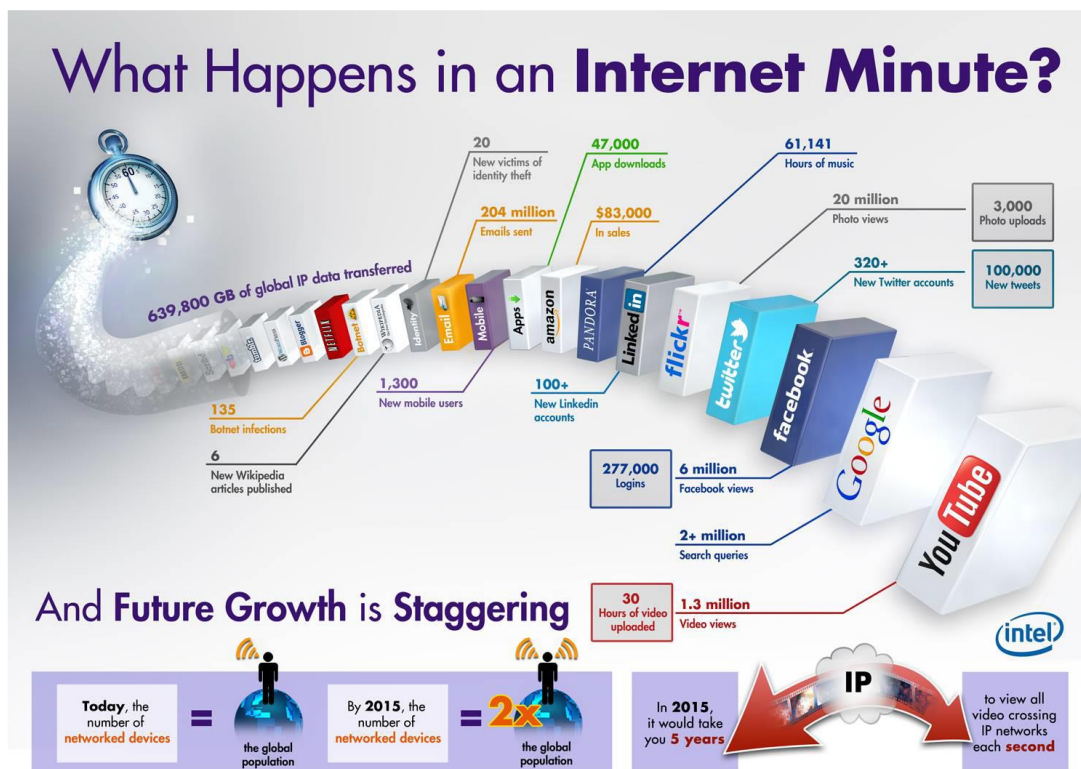 What Happens in an Internet Minute?
60
20
New victims of
identity theft
47,000
App downloads
61,141
Hours of music
204 million
Emails sent
$83,000
In sales
20 million
Photo views
3,000
Photo uploads
320+
New Twitter accounts
100,000
New tweets
639,800 GB of global IP data transferred
Blogger
NETFLIX
Botnet
WIKIPEDIA
Identity
Email
Mobile
Apps
amazon
PANDORA
Linked in
flickr
twitter
facebook
Google
YouTube
135
Botnet infections
6
New Wikipedia
articles published
1,300
New mobile users
100+
New Linkedin
accounts
277,000
Logins
6 million
Facebook views
2+ million
Search queries
30
Hours of video
uploaded
1.3 million
Video views
And Future Growth is Staggering
intel
Today, the
number of
networked devices
=
the global
population
By 2015, the
number of
networked devices
=
2x
the global
population
In 2015,
it would take
you 5 years
IP
to view all
video crossing
IP networks
each second